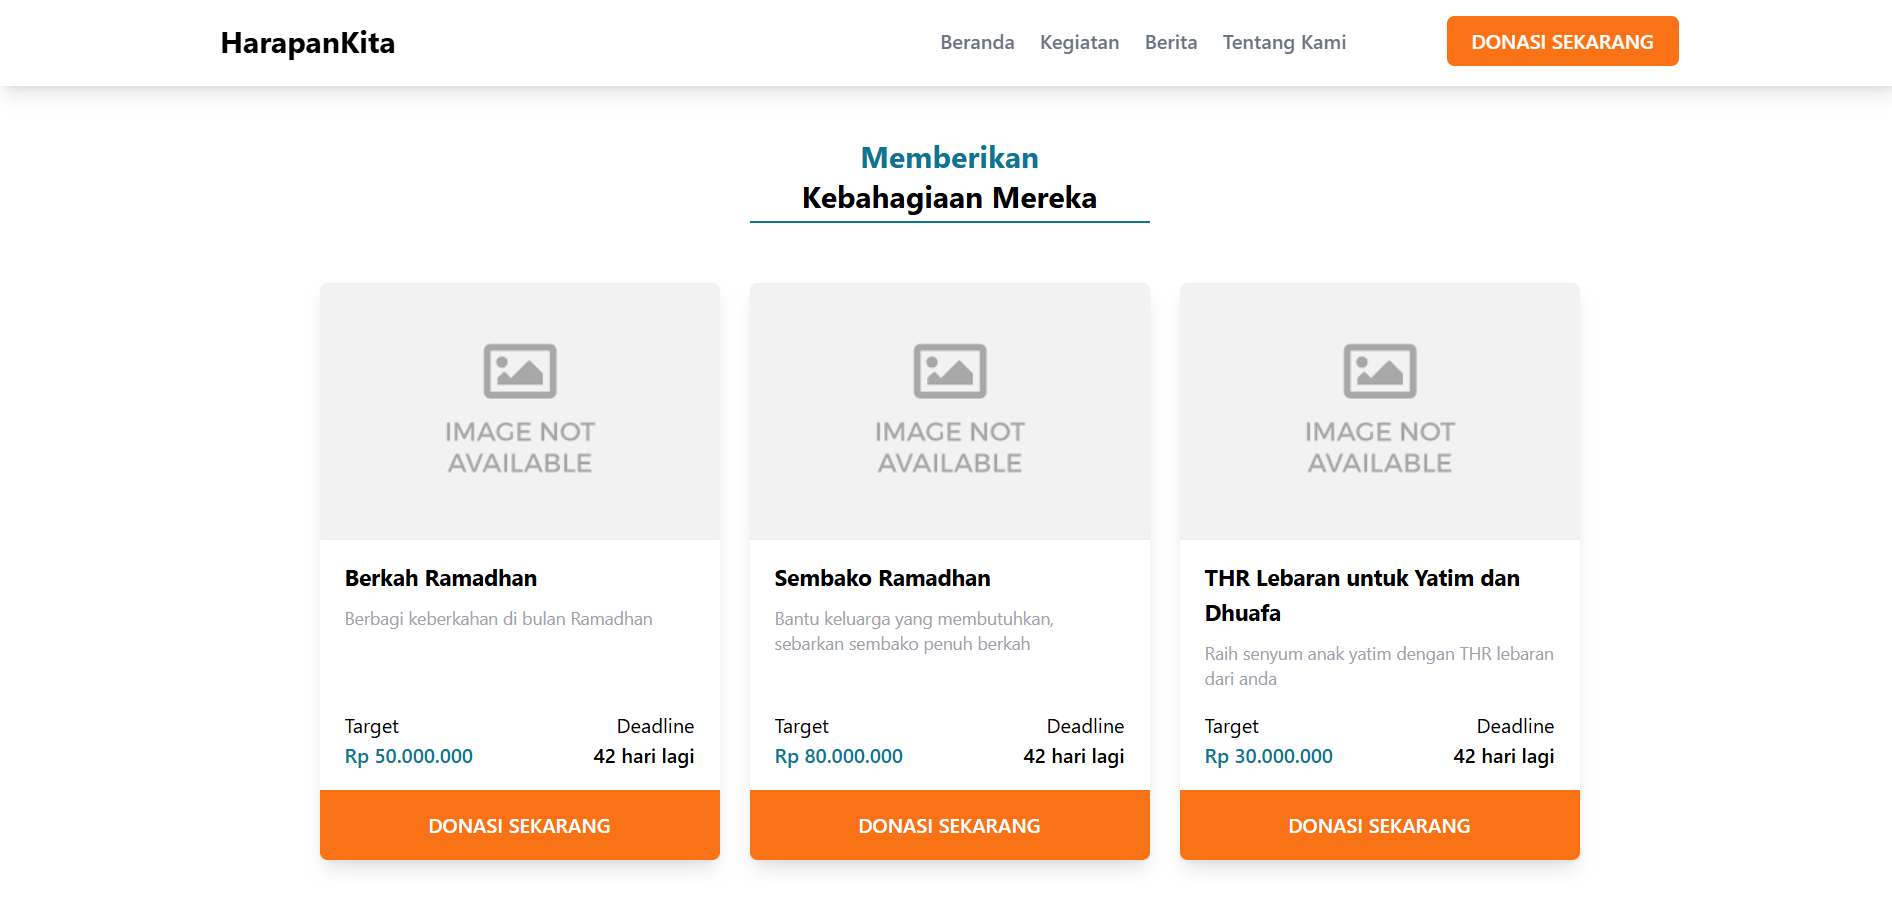 HarapanKita
Beranda Kegiatan Berita Tentang Kami
DONASI SEKARANG
Memberikan
Kebahagiaan Mereka
IMAGE NOT
AVAILABLE
Berkah Ramadhan
Berbagi keberkahan di bulan Ramadhan
Target Deadline
Rp 50.000.000 42 hari lagi
DONASI SEKARANG
IMAGE NOT
AVAILABLE
Sembako Ramadhan
Bantu keluarga yang membutuhkan,
sebarkan sembako penuh berkah
Target Deadline
Rp 80.000.000 42 hari lagi
DONASI SEKARANG
IMAGE NOT
AVAILABLE
THR Lebaran untuk Yatim dan
Dhuafa
Raih senyum anak yatim dengan THR lebaran
dari anda
Target Deadline
Rp 30.000.000 42 hari lagi
DONASI SEKARANG